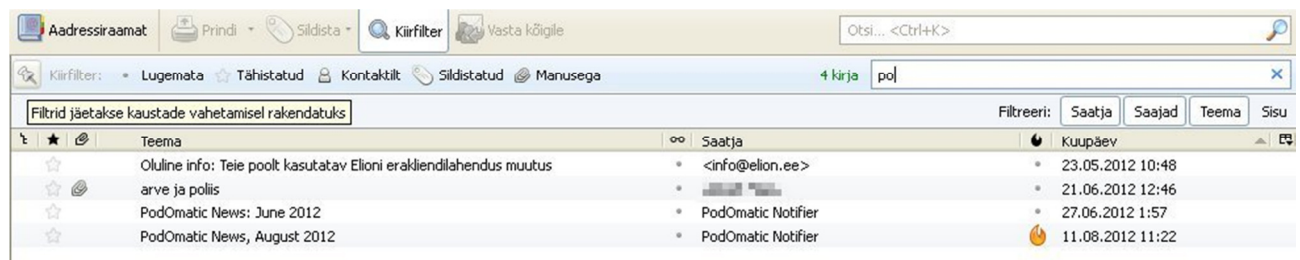 Aadressiraamat Prindi Sildista Kiirfilter Vasta kõigile Otsi... <Ctrl+K>
Kiirfilter: Lugemata Tähistatud Kontaktilt Sildistatud Manusega 4 kirja po
Filtrid jäetakse kaustade vahetamisel rakendatuks Filtreeri: Saatja Saajad Teema Sisu
Teema Saatja Kuupäev
Oluline info: Teie poolt kasutatav Elioni erakliendilahendus muutus <info@elion.ee> 23.05.2012 10:48
arve ja poliis 21.06.2012 12:46
PodOmatic News: June 2012 PodOmatic Notifier 27.06.2012 1:57
PodOmatic News, August 2012 PodOmatic Notifier 11.08.2012 11:22